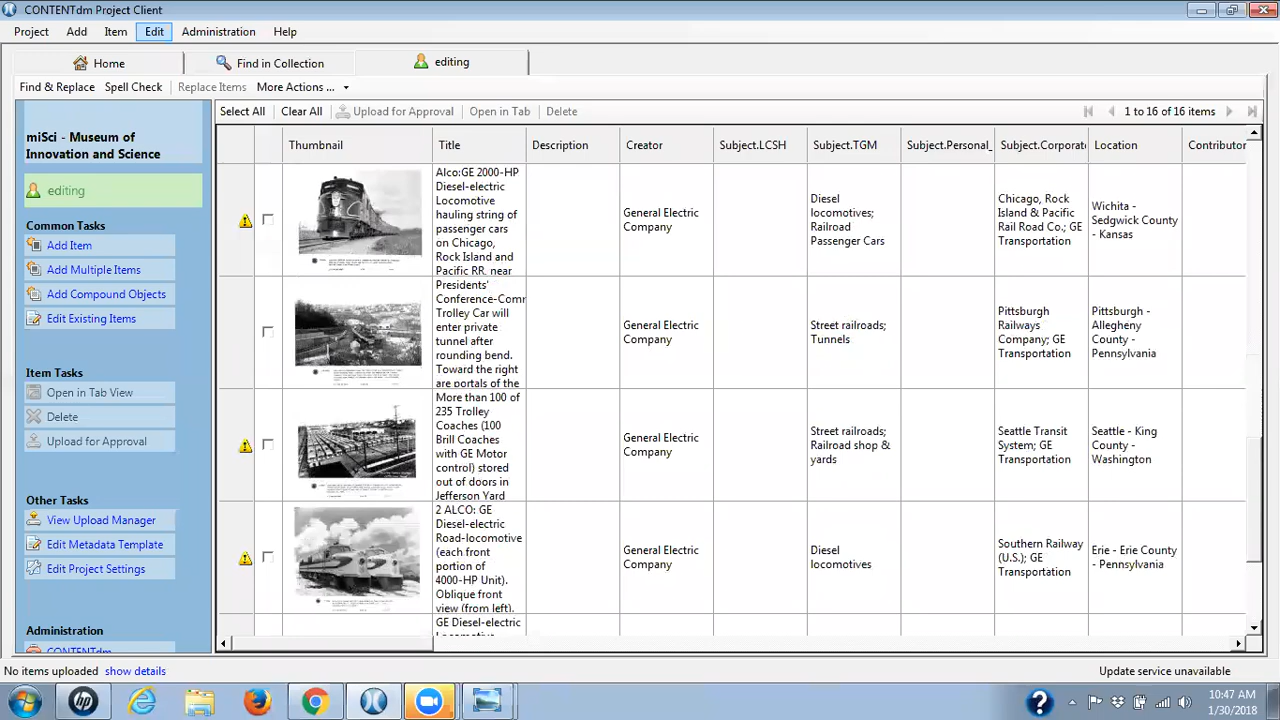 CONTENTdm Project Client
Project Add Item Edit Administration Help
Home Find in Collection editing
Find & Replace Spell Check Replace Items More Actions ...
Select All Clear All Upload for Approval Open in Tab Delete 1 to 16 of 16 items
miSci - Museum of
Innovation and Science
editing
Common Tasks
Add Item
Add Multiple Items
Add Compound Objects
Edit Existing Items
Item Tasks
Open in Tab View
Delete
Upload for Approval
Other Tasks
View Upload Manager
Edit Metadata Template
Edit Project Settings
Administration
CONTENTdm
Thumbnail Title Description Creator Subject.LCSH Subject.TGM Subject.Personal_ Subject.Corporat Location Contributor
Alco:GE 2000-HP
Diesel-electric
Locomotive
hauling string of
passenger cars
on Chicago,
Rock Island and
Pacific RR. near
General Electric
Company
Diesel
locomotives;
Railroad
Passenger Cars
Chicago, Rock
Island & Pacific
Rail Road Co.; GE
Transportation
Wichita -
Sedgwick County
- Kansas
Presidents'
Conference-Comr
Trolley Car will
enter private
tunnel after
rounding bend.
Toward the right
are portals of the
General Electric
Company
Street railroads;
Tunnels
Pittsburgh
Railways
Company; GE
Transportation
Pittsburgh -
Allegheny
County -
Pennsylvania
More than 100 of
235 Trolley
Coaches (100
Brill Coaches
with GE Motor
control) stored
out of doors in
Jefferson Yard
General Electric
Company
Street railroads;
Railroad shop &
yards
Seattle Transit
System; GE
Transportation
Seattle - King
County -
Washington
2 ALCO: GE
Diesel-electric
Road-locomotive
(each front
portion of
4000-HP Unit).
Oblique front
view (from left).
General Electric
Company
Diesel
locomotives
Southern Railway
(U.S.); GE
Transportation
Erie - Erie County
- Pennsylvania
GE Diesel-electric
Locomotive
No items uploaded show details
Update service unavailable
10:47 AM
1/30/2018